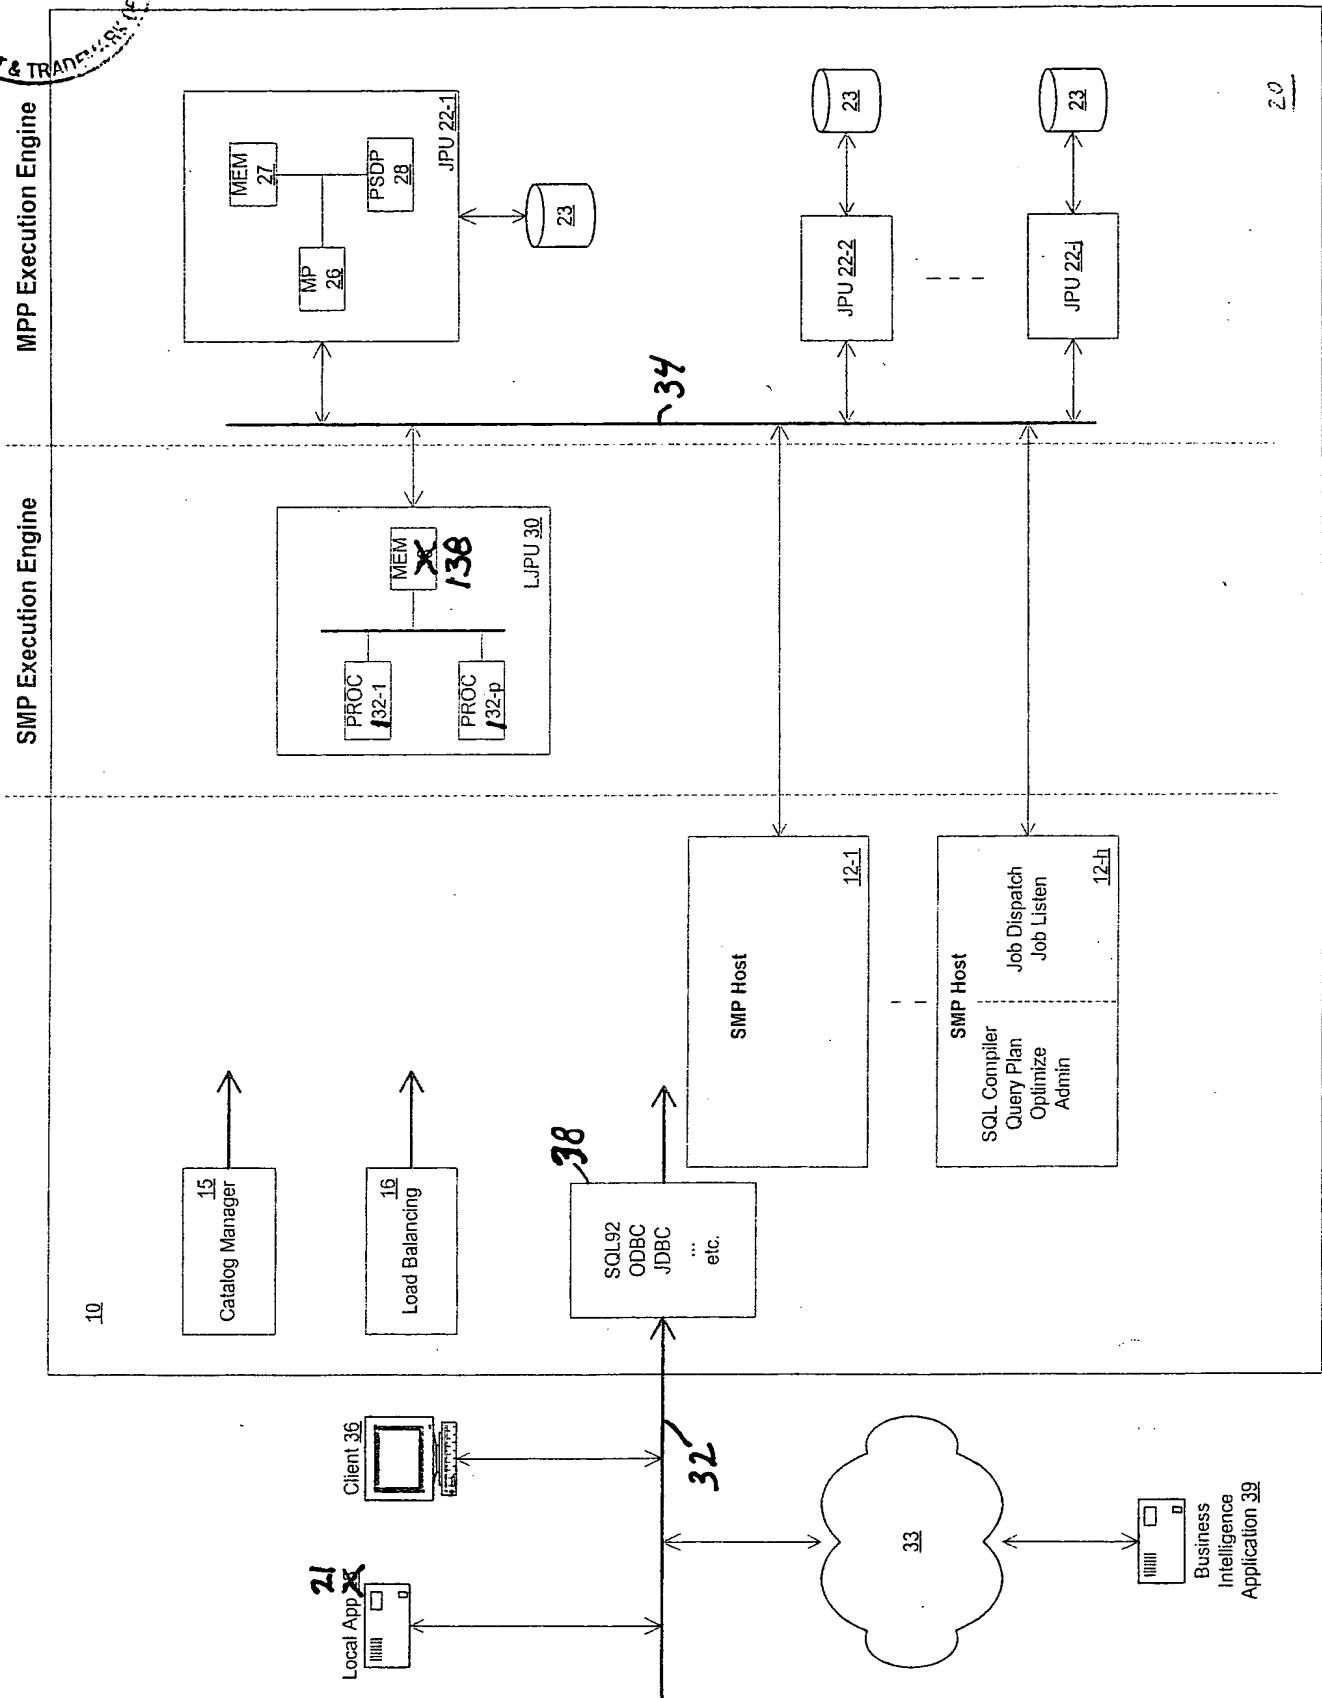 & TRADEMARK
SMP Execution Engine
MPP Execution Engine
10
20
15
Catalog Manager
16
Load Balancing
38
SQL92
ODBC
JDBC
...
etc.
SMP Host
12-1
SMP Host
SQL Compiler
Query Plan
Optimize
Admin
Job Dispatch
Job Listen
12-h
PROC
132-1
PROC
132-p
MEM
138
LJPU 30
34
MP
26
MEM
27
PSDP
28
JPU 22-1
23
JPU 22-2
23
JPU 22-j
23
Local App
21
Client 36
32
33
Business
Intelligence
Application 39